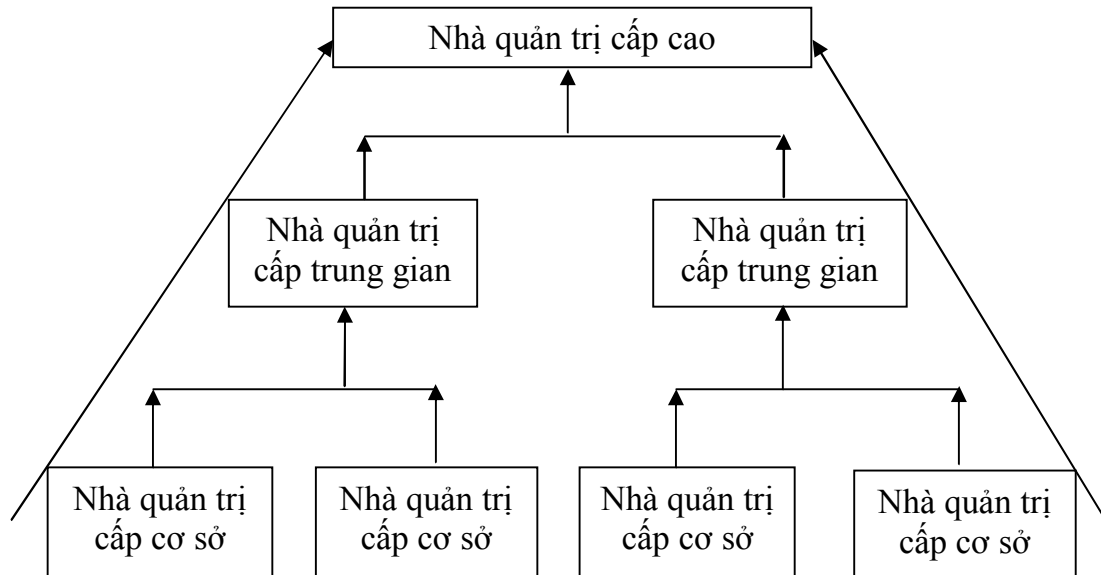 Nhà quản trị cấp cao
Nhà quản trị
cấp trung gian
Nhà quản trị
cấp trung gian
Nhà quản trị
cấp cơ sở
Nhà quản trị
cấp cơ sở
Nhà quản trị
cấp cơ sở
Nhà quản trị
cấp cơ sở